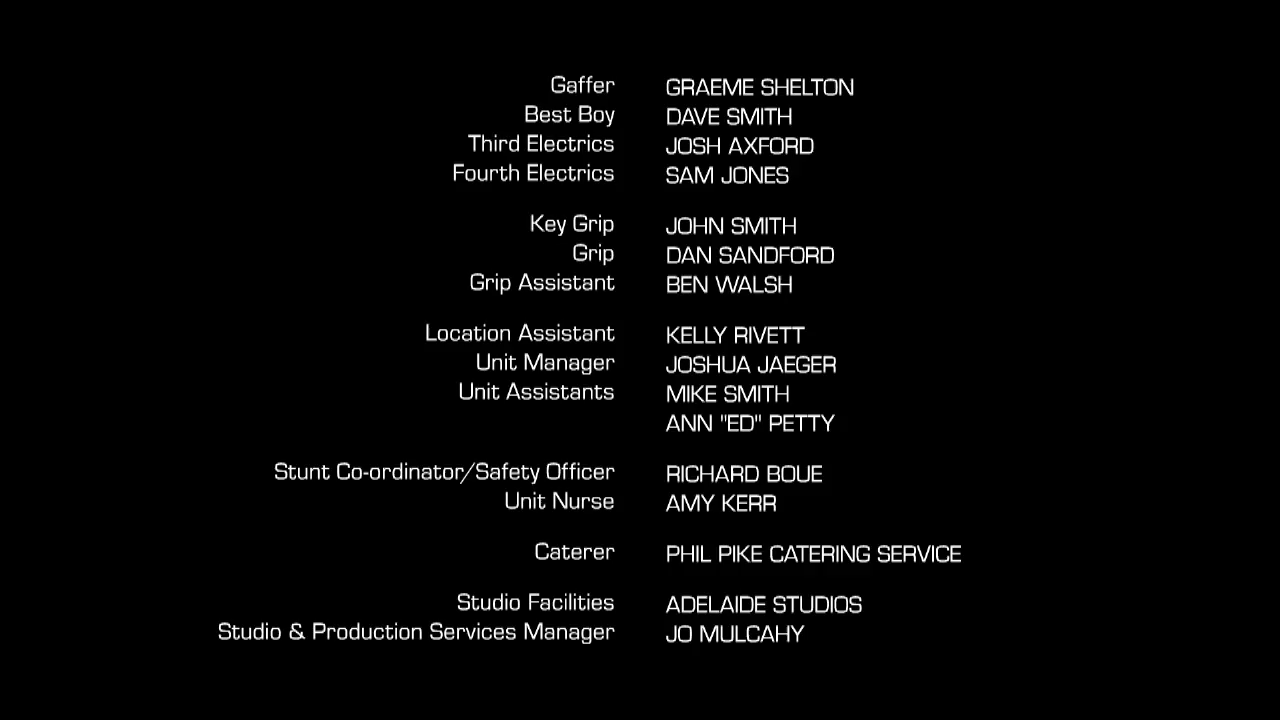 Gaffer GRAEME SHELTON
Best Boy DAVE SMITH
Third Electrics JOSH AXFORD
Fourth Electrics SAM JONES
Key Grip JOHN SMITH
Grip DAN SANDFORD
Grip Assistant BEN WALSH
Location Assistant KELLY RIVETT
Unit Manager JOSHUA JAEGER
Unit Assistants MIKE SMITH
ANN "ED" PETTY
Stunt Co-ordinator/Safety Officer RICHARD BOUE
Unit Nurse AMY KERR
Caterer PHIL PIKE CATERING SERVICE
Studio Facilities ADELAIDE STUDIOS
Studio & Production Services Manager JO MULCAHY